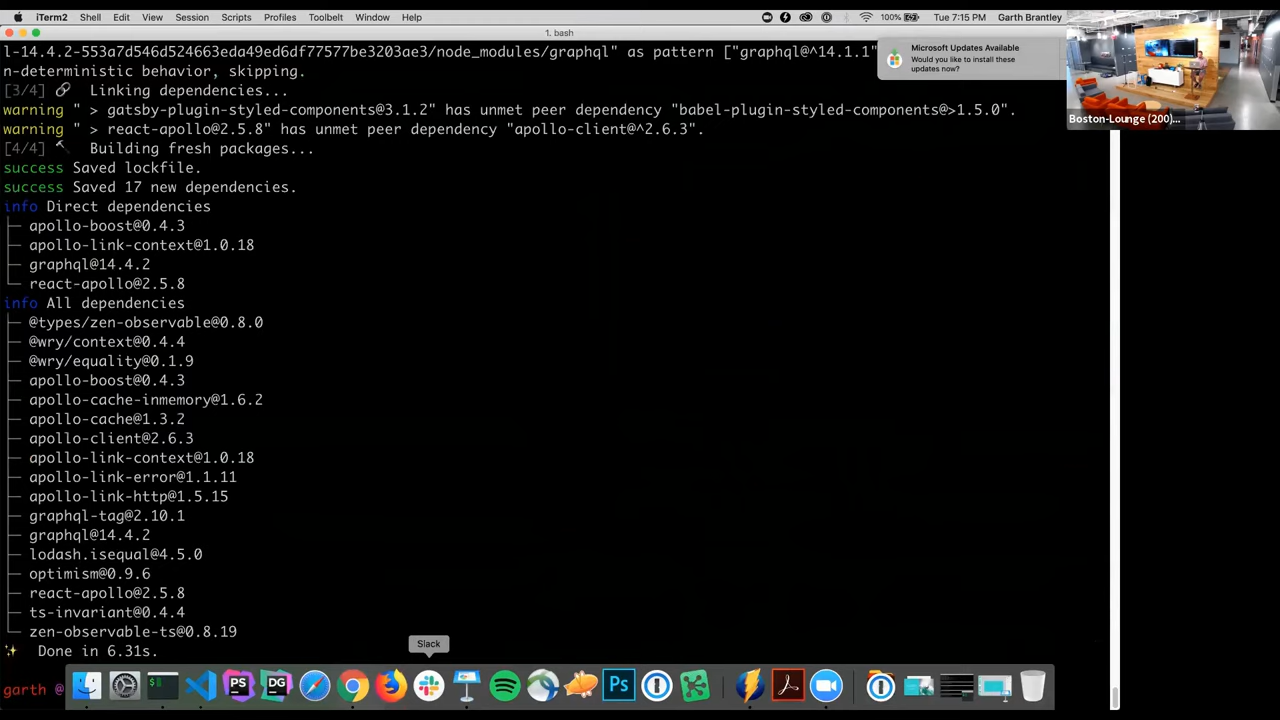 iTerm2 Shell Edit View Session Scripts Profiles Toolbelt Window Help 100% Tue 7:15 PM Garth Brantley
1. bash
l-14.4.2-553a7d546d524663eda49ed6df77577be3203ae3/node_modules/graphql" as pattern ["graphql@^14.1.1"
n-deterministic behavior, skipping.
Microsoft Updates Available
Would you like to install these
updates now?
Boston-Lounge (200)...
[3/4] 🔗 Linking dependencies...
warning " > gatsby-plugin-styled-components@3.1.2" has unmet peer dependency "babel-plugin-styled-components@>1.5.0".
warning " > react-apollo@2.5.8" has unmet peer dependency "apollo-client@^2.6.3".
[4/4] 🔨 Building fresh packages...
success Saved lockfile.
success Saved 17 new dependencies.
info Direct dependencies
├─ apollo-boost@0.4.3
├─ apollo-link-context@1.0.18
├─ graphql@14.4.2
└─ react-apollo@2.5.8
info All dependencies
├─ @types/zen-observable@0.8.0
├─ @wry/context@0.4.4
├─ @wry/equality@0.1.9
├─ apollo-boost@0.4.3
├─ apollo-cache-inmemory@1.6.2
├─ apollo-cache@1.3.2
├─ apollo-client@2.6.3
├─ apollo-link-context@1.0.18
├─ apollo-link-error@1.1.11
├─ apollo-link-http@1.5.15
├─ graphql-tag@2.10.1
├─ graphql@14.4.2
├─ lodash.isequal@4.5.0
├─ optimism@0.9.6
├─ react-apollo@2.5.8
├─ ts-invariant@0.4.4
└─ zen-observable-ts@0.8.19
✨ Done in 6.31s.
Slack
garth @
$
PS
DG
Ps